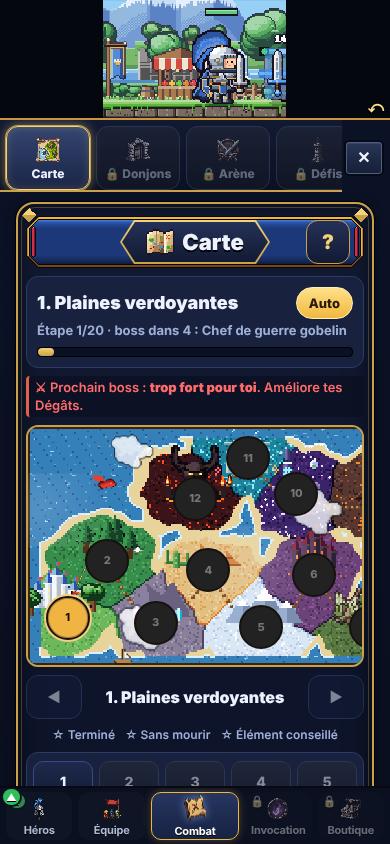 Carte
Donjons
Arène
Défis
✕
Carte
?
1. Plaines verdoyantes
Auto
Étape 1/20 · boss dans 4 : Chef de guerre gobelin
⚔ Prochain boss : trop fort pour toi. Améliore tes
Dégâts.
11
12
10
2
4
6
1
3
5
◀
1. Plaines verdoyantes
▶
☆ Terminé ☆ Sans mourir ☆ Élément conseillé
1
2
3
4
5
Héros
Équipe
Combat
Invocation
Boutique